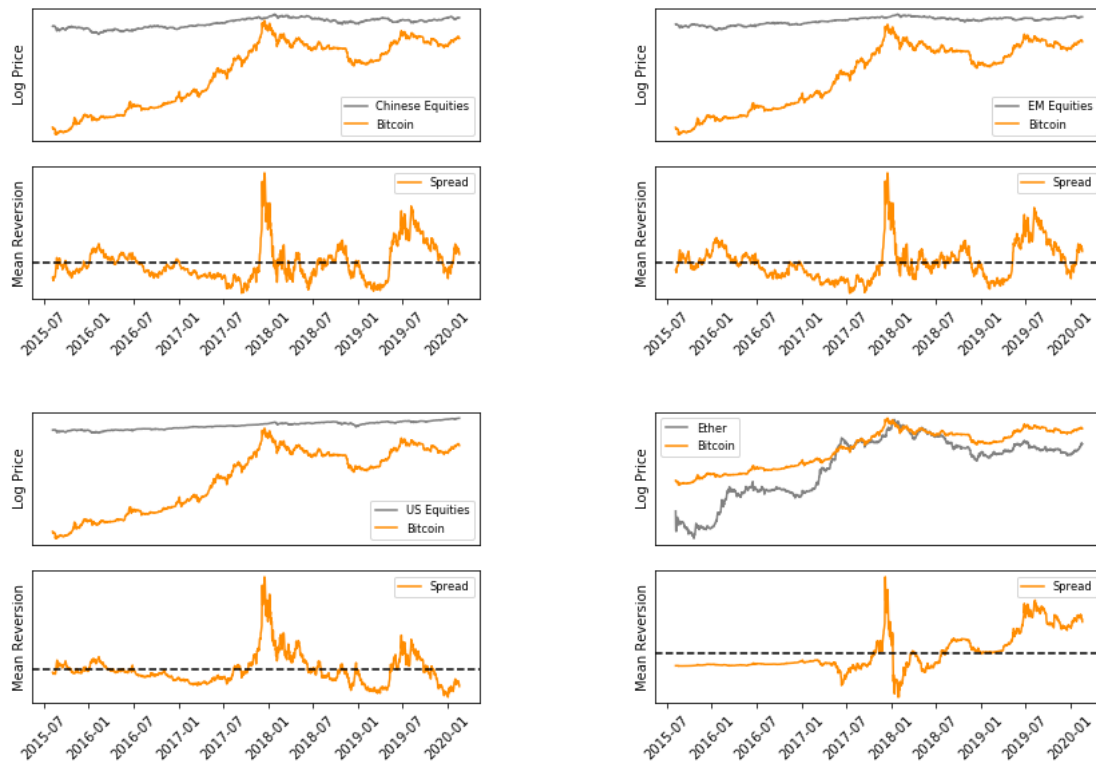 Log Price
Chinese Equities
Bitcoin
Mean Reversion
Spread
2015-07
2016-01
2016-07
2017-01
2017-07
2018-01
2018-07
2019-01
2019-07
2020-01
Log Price
EM Equities
Bitcoin
Mean Reversion
Spread
2015-07
2016-01
2016-07
2017-01
2017-07
2018-01
2018-07
2019-01
2019-07
2020-01
Log Price
US Equities
Bitcoin
Mean Reversion
Spread
2015-07
2016-01
2016-07
2017-01
2017-07
2018-01
2018-07
2019-01
2019-07
2020-01
Log Price
Ether
Bitcoin
Mean Reversion
Spread
2015-07
2016-01
2016-07
2017-01
2017-07
2018-01
2018-07
2019-01
2019-07
2020-01